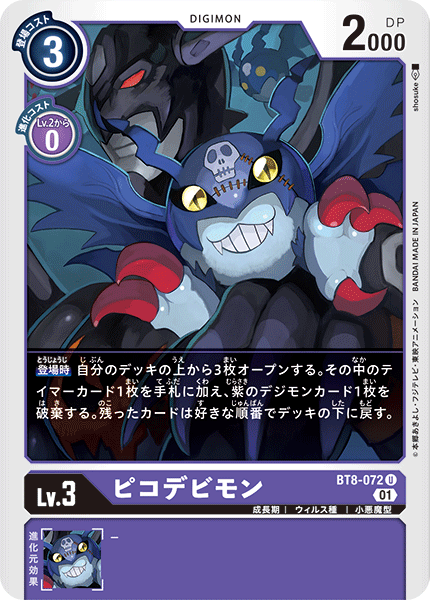 DIGIMON
登場コスト
3
進化コスト
Lv.2から
0
DP
2000
shosuke
© 本郷あきよし・フジテレビ・東映アニメーション BANDAI MADE IN JAPAN
登場時 自分のデッキの上から3枚オープンする。その中のテ
イマーカード1枚を手札に加え、紫のデジモンカード1枚を
破棄する。残ったカードは好きな順番でデッキの下に戻す。
Lv.3
ピコデビモン
BT8-072 U
01
成長期 | ウィルス種 | 小悪魔型
進化元効果
–